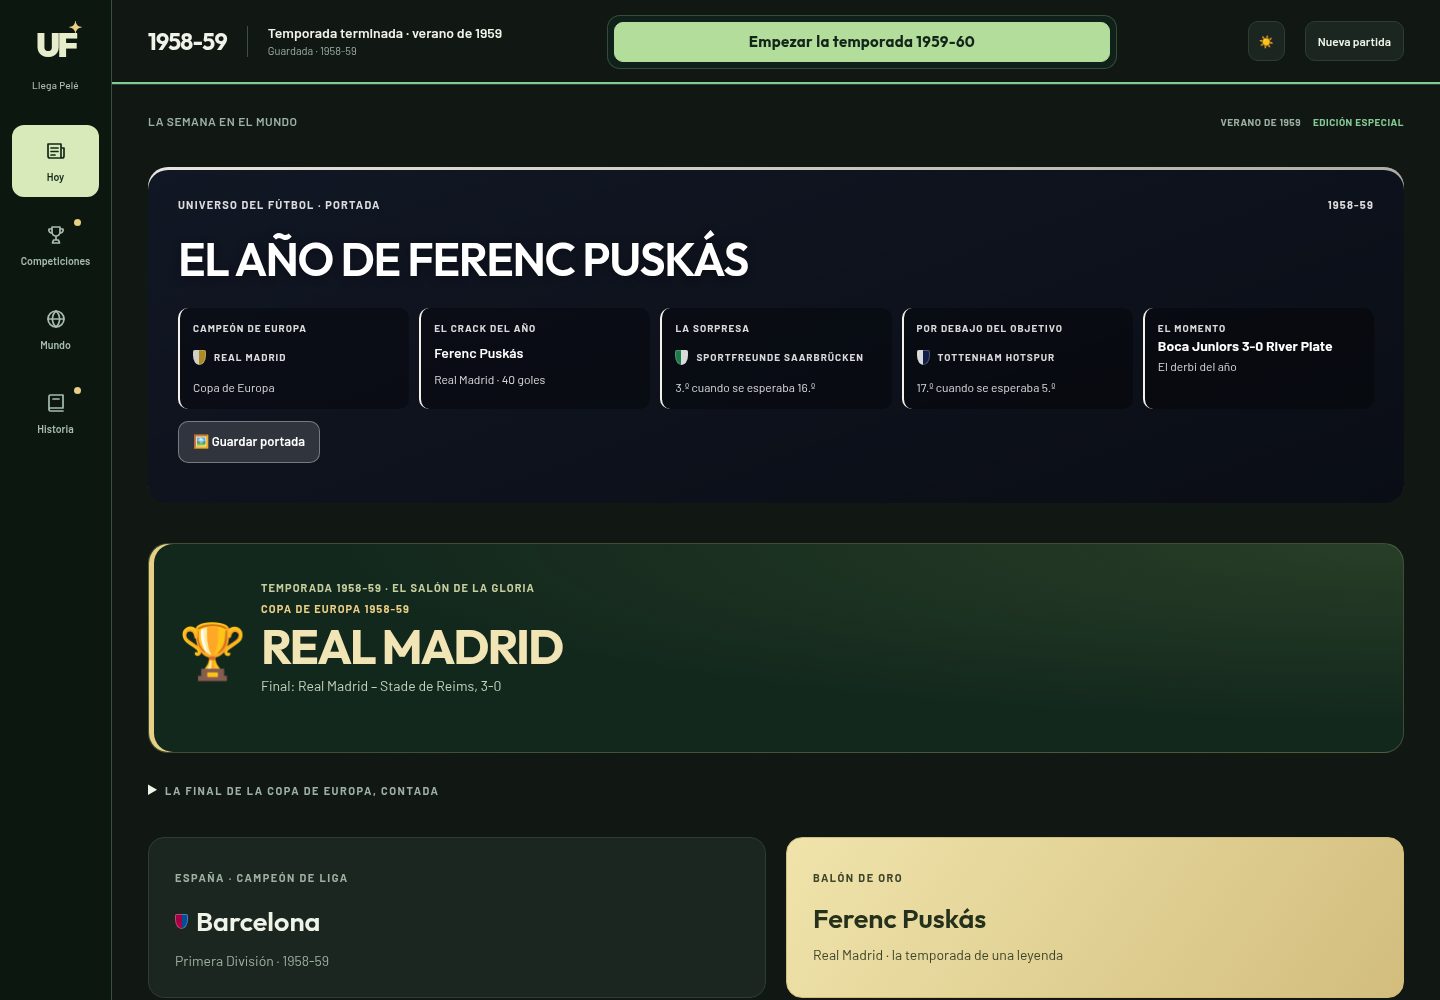 UF
Llega Pelé
Hoy
Competiciones
Mundo
Historia
1958-59
Temporada terminada · verano de 1959
Guardada · 1958-59
Empezar la temporada 1959-60
Nueva partida
LA SEMANA EN EL MUNDO
VERANO DE 1959 EDICIÓN ESPECIAL
UNIVERSO DEL FÚTBOL · PORTADA
1958-59
EL AÑO DE FERENC PUSKÁS
CAMPEÓN DE EUROPA
REAL MADRID
Copa de Europa
EL CRACK DEL AÑO
Ferenc Puskás
Real Madrid · 40 goles
LA SORPRESA
SPORTFREUNDE SAARBRÜCKEN
3.º cuando se esperaba 16.º
POR DEBAJO DEL OBJETIVO
TOTTENHAM HOTSPUR
17.º cuando se esperaba 5.º
EL MOMENTO
Boca Juniors 3-0 River Plate
El derbi del año
Guardar portada
TEMPORADA 1958-59 · EL SALÓN DE LA GLORIA
COPA DE EUROPA 1958-59
REAL MADRID
Final: Real Madrid – Stade de Reims, 3-0
LA FINAL DE LA COPA DE EUROPA, CONTADA
ESPAÑA · CAMPEÓN DE LIGA
Barcelona
Primera División · 1958-59
BALÓN DE ORO
Ferenc Puskás
Real Madrid · la temporada de una leyenda